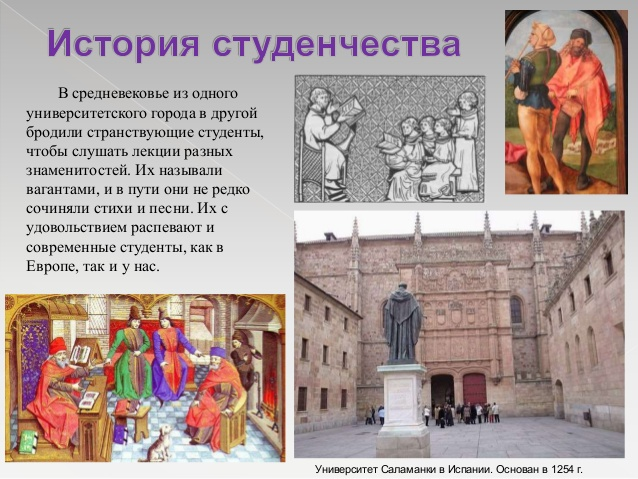 История студенчества
В средневековье из одного
университетского города в другой
бродили странствующие студенты,
чтобы слушать лекции разных
знаменитостей. Их называли
вагантами, и в пути они не редко
сочиняли стихи и песни. Их с
удовольствием распевают и
современные студенты, как в
Европе, так и у нас.
Университет Саламанки в Испании. Основан в 1254 г.